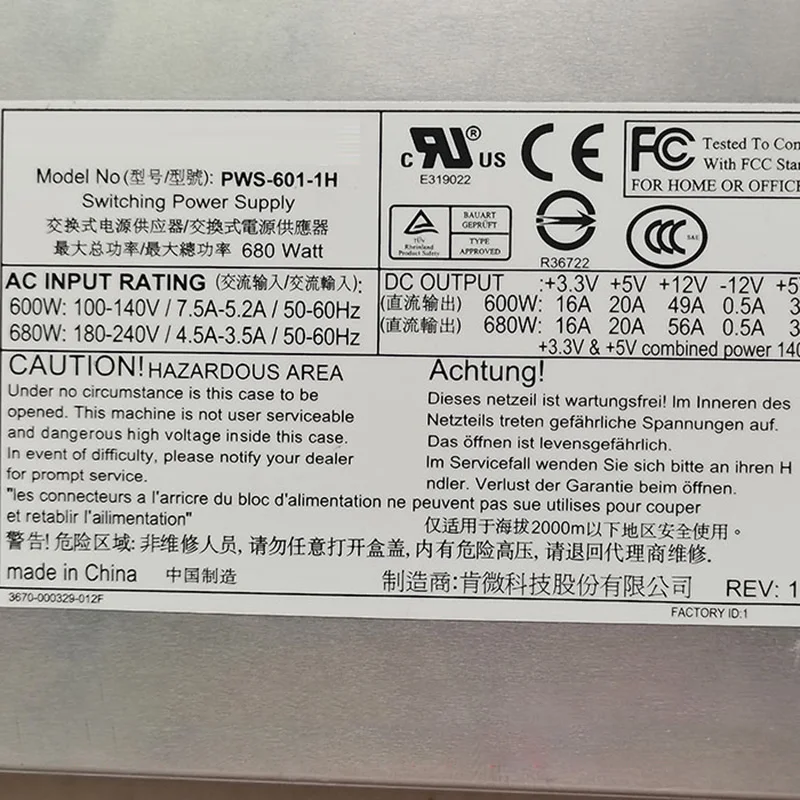 Model No(型号/型號): PWS-601-1H
Switching Power Supply
交换式电源供应器/交換式電源供應器
最大总功率/最大總功率 680 Watt
c RU ® US
E319022
CE
FC
Tested To Com
With FCC Stan
FOR HOME OR OFFICE
TÜV
Rheinland
Product Safety
BAUART
GEPRÜFT
TYPE
APPROVED
R36722
CCC S&E
AC INPUT RATING (交流输入/交流輸入):
600W: 100-140V / 7.5A-5.2A / 50-60Hz
680W: 180-240V / 4.5A-3.5A / 50-60Hz
DC OUTPUT :+3.3V +5V +12V -12V +5
(直流输出) 600W: 16A 20A 49A 0.5A 3
(直流輸出) 680W: 16A 20A 56A 0.5A 3
+3.3V & +5V combined power 140
CAUTION! HAZARDOUS AREA
Under no circumstance is this case to be
opened. This machine is not user serviceable
and dangerous high voltage inside this case.
In event of difficulty, please notify your dealer
for prompt service.
Achtung!
Dieses netzeil ist wartungsfrei! Im Inneren des
Netzteils treten gefährliche Spannungen auf.
Das öffnen ist levensgefährlich.
Im Servicefall wenden Sie sich bitte an ihren H
ndler. Verlust der Garantie beim öffnen.
"les connecteurs a l'arricre du bloc d'alimentation ne peuvent pas sue utilises pour couper
et retablir l'ailimentation"
仅适用于海拔2000m以下地区安全使用。
警告! 危险区域: 非维修人员, 请勿任意打开盒盖, 内有危险高压, 请退回代理商维修.
made in China 中国制造
制造商:肯微科技股份有限公司 REV: 1
3670-000329-012F
FACTORY ID:1